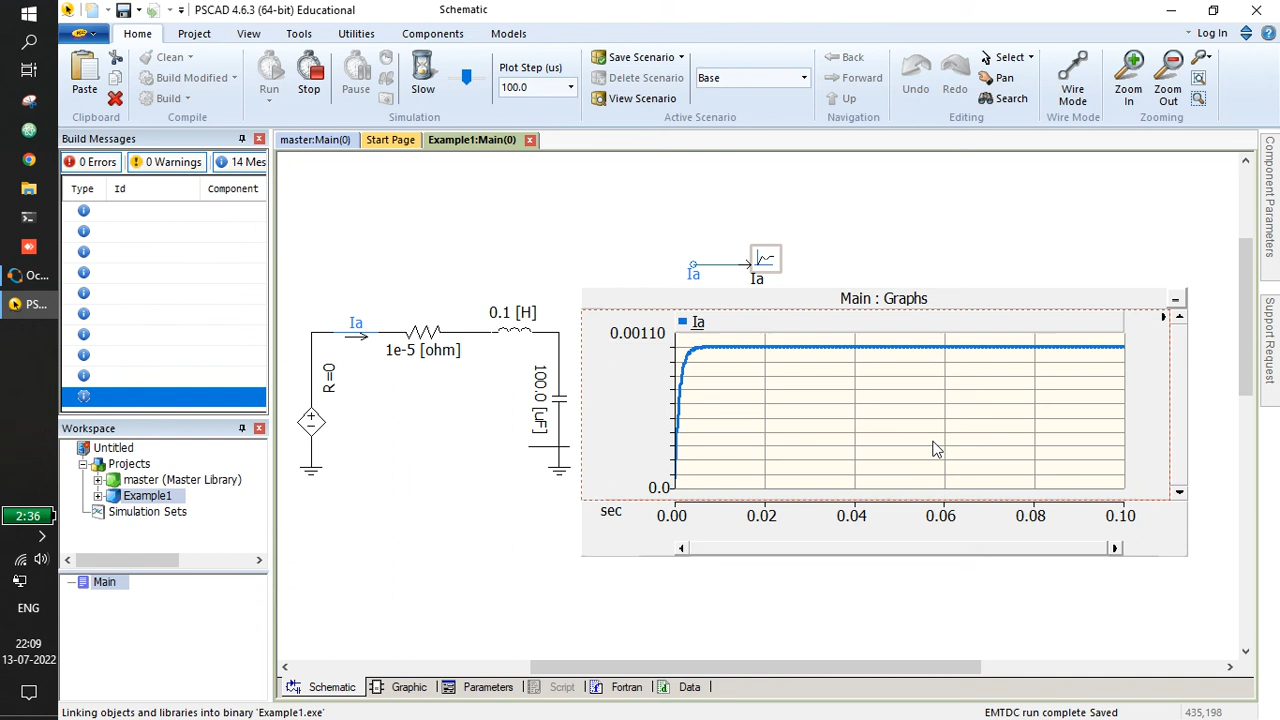 PSCAD 4.6.3 (64-bit) Educational
Schematic
Home
Project
View
Tools
Utilities
Components
Models
Log In
Paste
Clipboard
Clean
Build Modified
Build
Compile
Run
Stop
Pause
Slow
Plot Step (us)
100.0
Simulation
Save Scenario
Delete Scenario
View Scenario
Base
Active Scenario
Back
Forward
Up
Navigation
Undo
Redo
Select
Pan
Search
Editing
Wire
Mode
Wire Mode
Zoom
In
Zoom
Out
Zooming
Build Messages
master:Main(0)
Start Page
Example1:Main(0)
0 Errors
0 Warnings
14 Mes
Type
Id
Component
Workspace
Untitled
Projects
master (Master Library)
Example1
Simulation Sets
Main
Ia
Ia
Ia
1e-5 [ohm]
0.1 [H]
R=0
100.0 [uF]
Main : Graphs
Ia
0.00110
0.0
sec
0.00
0.02
0.04
0.06
0.08
0.10
Component Parameters
Support Request
Schematic
Graphic
Parameters
Script
Fortran
Data
Linking objects and libraries into binary 'Example1.exe'
EMTDC run complete Saved
435,198
Oc...
PS...
2:36
ENG
22:09
13-07-2022